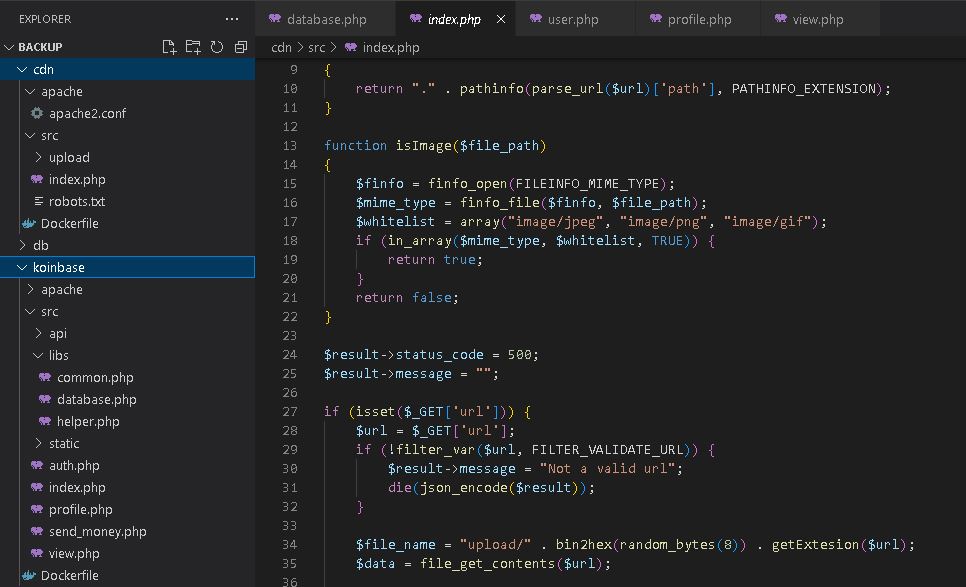 EXPLORER
BACKUP
cdn
apache
apache2.conf
src
upload
index.php
robots.txt
Dockerfile
db
koinbase
apache
src
api
libs
common.php
database.php
helper.php
static
auth.php
index.php
profile.php
send_money.php
view.php
Dockerfile
database.php index.php user.php profile.php view.php
cdn > src > index.php
9 {
10 return "." . pathinfo(parse_url($url)['path'], PATHINFO_EXTENSION);
11 }
12
13 function isImage($file_path)
14 {
15 $finfo = finfo_open(FILEINFO_MIME_TYPE);
16 $mime_type = finfo_file($finfo, $file_path);
17 $whitelist = array("image/jpeg", "image/png", "image/gif");
18 if (in_array($mime_type, $whitelist, TRUE)) {
19 return true;
20 }
21 return false;
22 }
23
24 $result->status_code = 500;
25 $result->message = "";
26
27 if (isset($_GET['url'])) {
28 $url = $_GET['url'];
29 if (!filter_var($url, FILTER_VALIDATE_URL)) {
30 $result->message = "Not a valid url";
31 die(json_encode($result));
32 }
33
34 $file_name = "upload/" . bin2hex(random_bytes(8)) . getExtesion($url);
35 $data = file_get_contents($url);
36